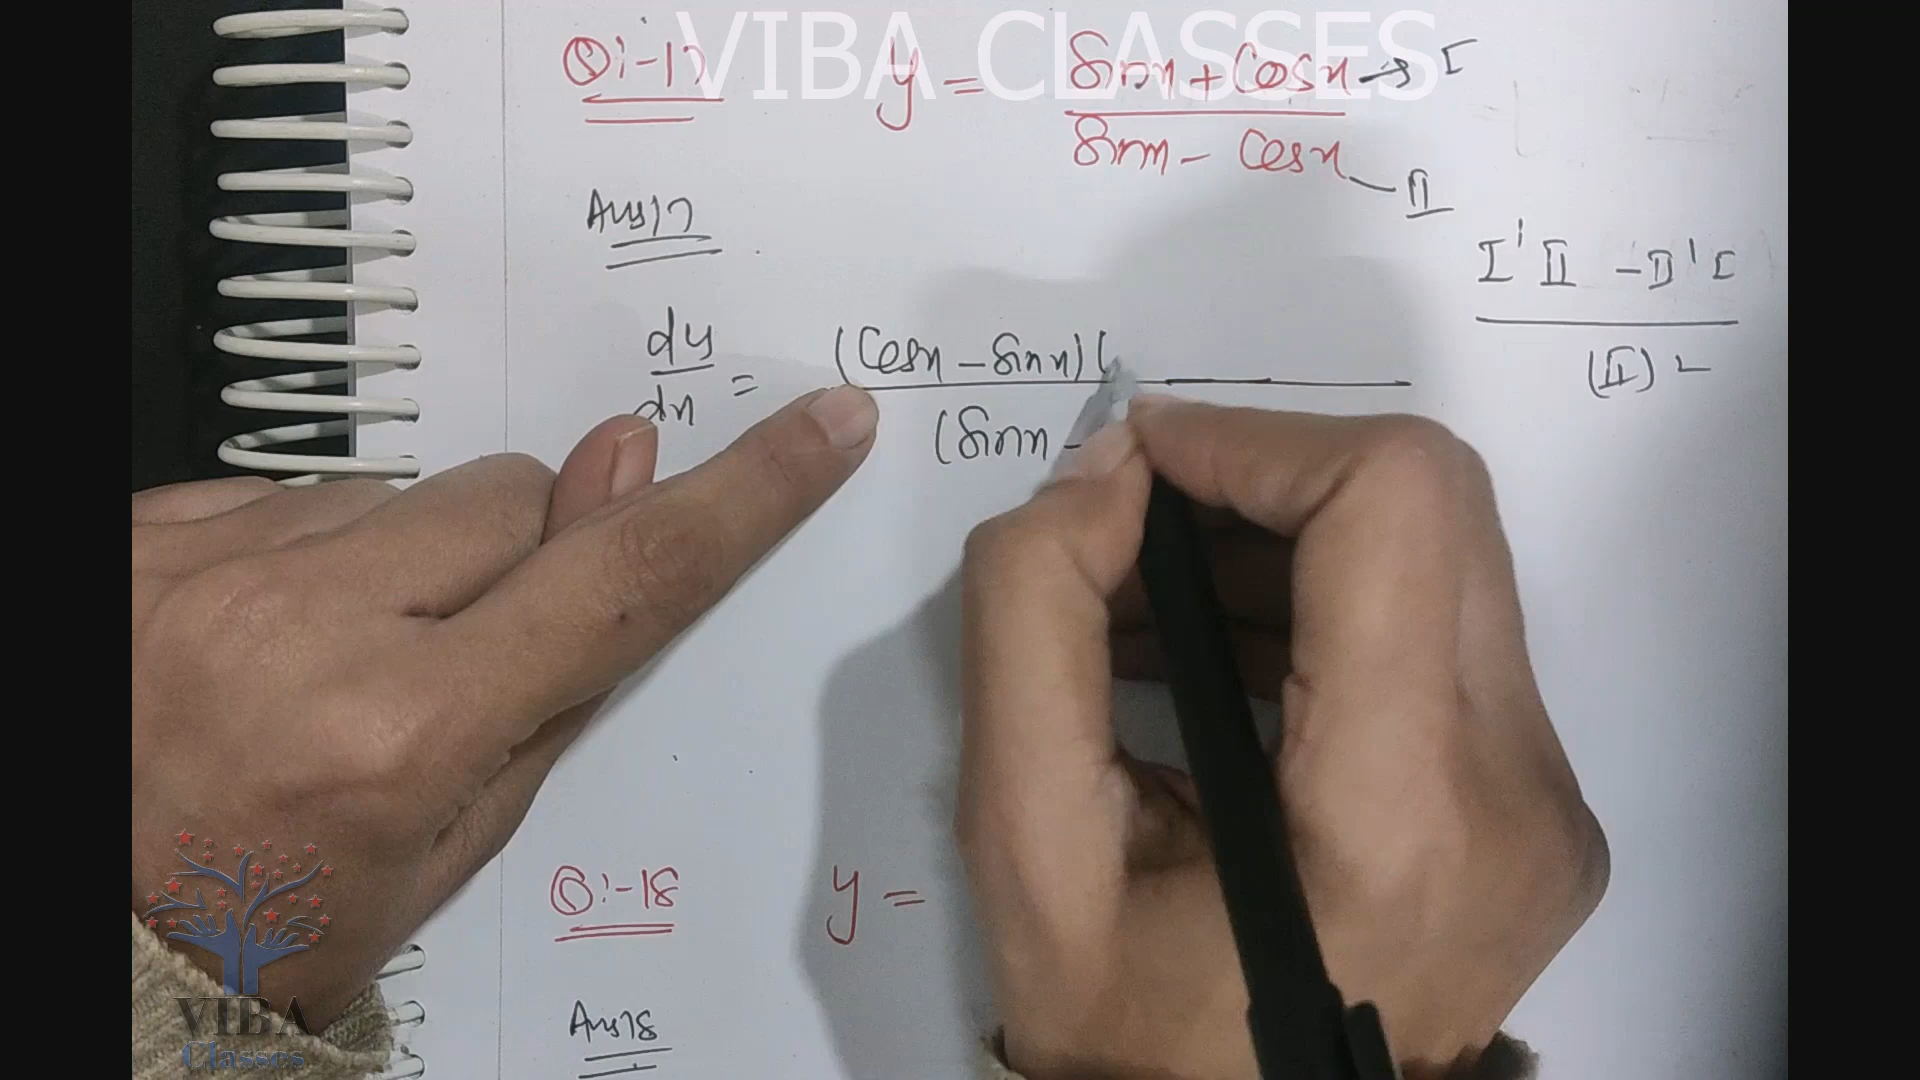 VIBA CLASSES
Q:-17 y = Sinx + Cosx → I
Sinx - Cosx - II
Ans17
I' II - II' I
(II)2
dy
dx
= (Cosx - Sinx)(
(Sinx -
Q:-18 y =
Ans18
VIBA
Classes